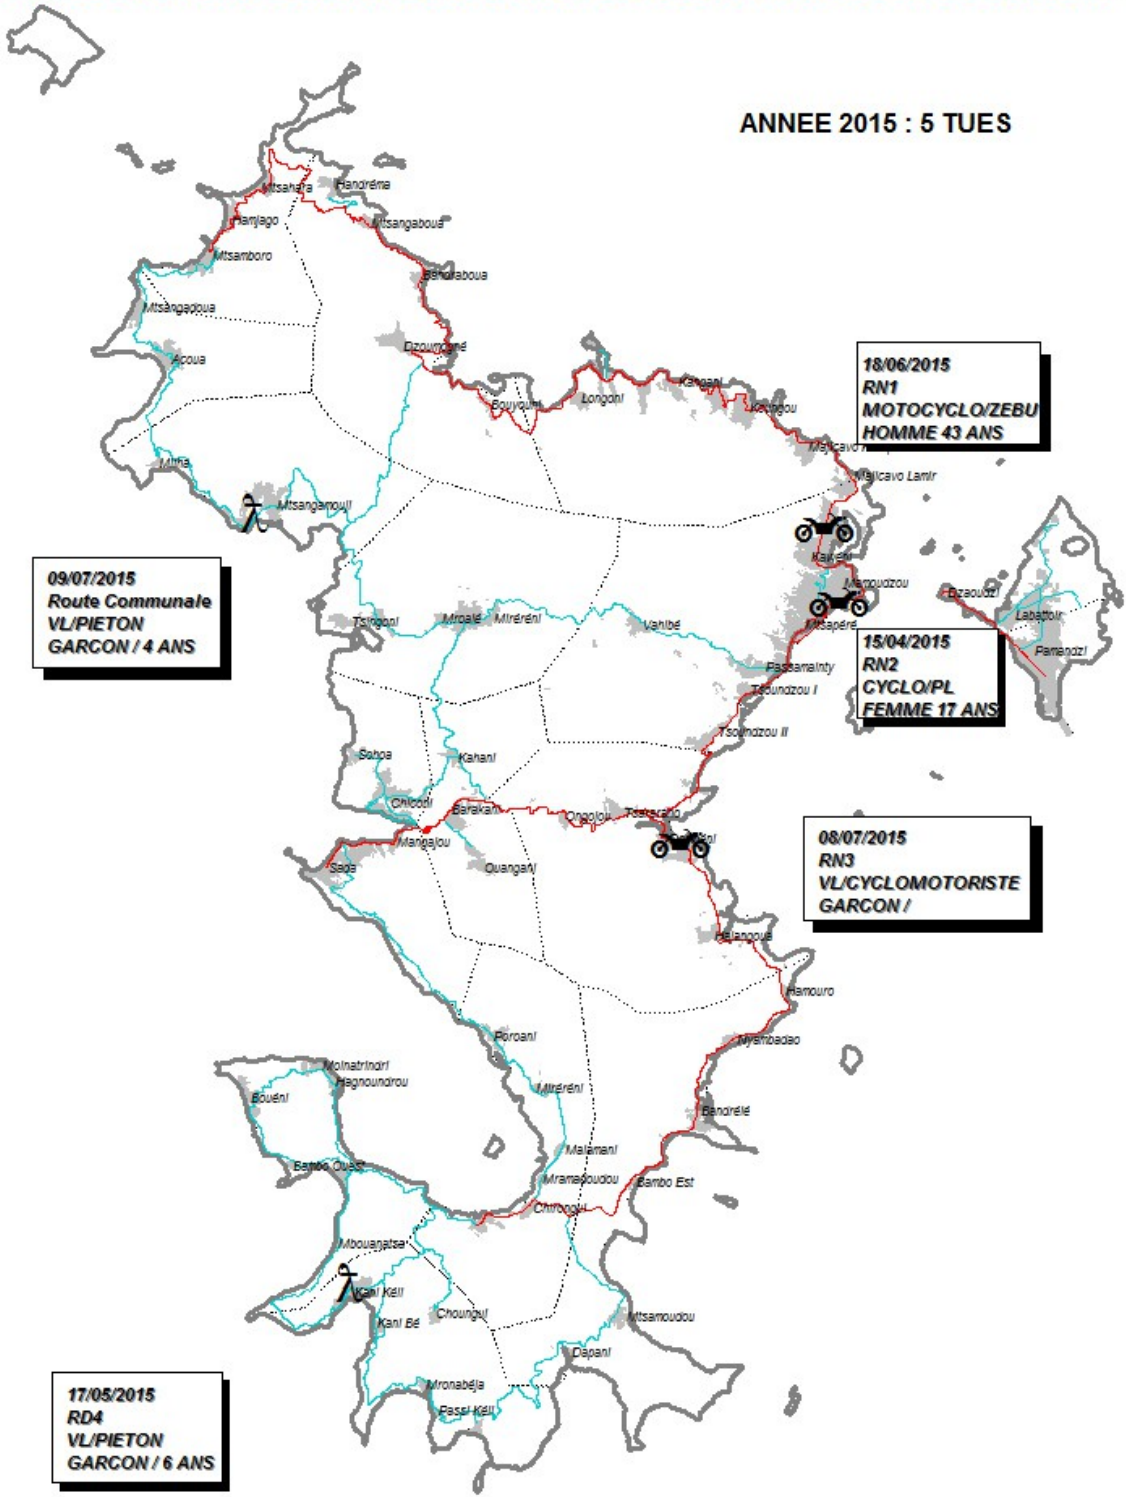 ANNEE 2015 : 5 TUES
Mtsahara
Handréma
Hamjago
Mtsangaboua
Mtsamboro
Bandraboua
Mtsangadoua
Dzoumogné
Acoua
18/06/2015
RN1
MOTOCYCLO/ZEBU
HOMME 43 ANS
Kangani
Longoni
Bouyouni
Koungou
Majicavo
Majicavo Lamir
Mtsangamouji
Kawéni
09/07/2015
Route Communale
VL/PIETON
GARCON / 4 ANS
Mamoudzou
Dzaoudzi
Labattoir
Pamandzi
Tsingoni
Mroalé
Miréréni
Vahibé
Mtsapéré
15/04/2015
RN2
CYCLO/PL
FEMME 17 ANS
Passamainty
Tsoundzou I
Tsoundzou II
Sohoa
Kahani
Chiconi
Barakani
Ongojou
Mangajou
08/07/2015
RN3
VL/CYCLOMOTORISTE
GARCON /
Sada
Ouangani
Hajangoua
Hamouro
Poroani
Nyambadao
Moinatrindri
Hagnoundrou
Bouéni
Miréréni
Bandrélé
Malamani
Bambo Ouest
Mramadoudou
Bambo Est
Chirongui
Mbouanatsa
Kani Kéli
Kani Bé
Choungui
Mtsamoudou
Dapani
Mronabéja
Passi Kéli
17/05/2015
RD4
VL/PIETON
GARCON / 6 ANS